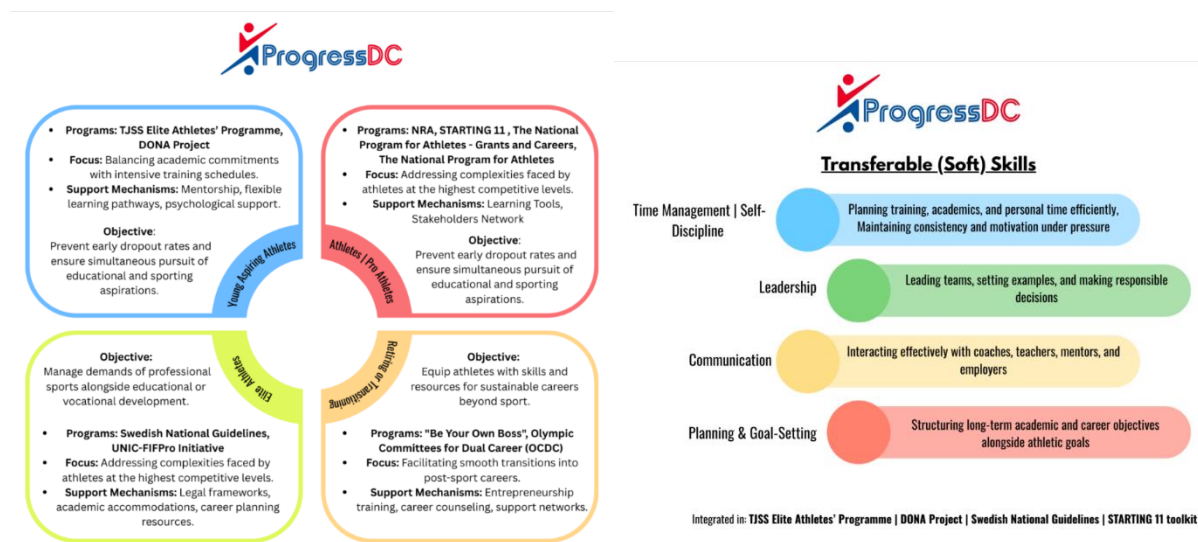 ProgressDC
• Programs: TJSS Elite Athletes' Programme,
DONA Project
• Focus: Balancing academic commitments
with intensive training schedules.
• Support Mechanisms: Mentorship, flexible
learning pathways, psychological support.
Objective:
Prevent early dropout rates and
ensure simultaneous pursuit of
educational and sporting
aspirations.
Young Aspiring Athletes
• Programs: NRA, STARTING 11 , The National
Program for Athletes - Grants and Careers,
The National Program for Athletes
• Focus: Addressing complexities faced by
athletes at the highest competitive levels.
• Support Mechanisms: Learning Tools,
Stakeholders Network
Objective:
Prevent early dropout rates and
ensure simultaneous pursuit of
educational and sporting
aspirations.
Athletes | Pro Athletes
Objective:
Manage demands of professional
sports alongside educational or
vocational development.
Elite Athletes
• Programs: Swedish National Guidelines,
UNIC-FIFPro Initiative
• Focus: Addressing complexities faced by
athletes at the highest competitive levels.
• Support Mechanisms: Legal frameworks,
academic accommodations, career planning
resources.
Objective:
Equip athletes with skills and
resources for sustainable careers
beyond sport.
Retiring or Transitioning
• Programs: "Be Your Own Boss", Olympic
Committees for Dual Career (OCDC)
• Focus: Facilitating smooth transitions into
post-sport careers.
• Support Mechanisms: Entrepreneurship
training, career counseling, support networks.
ProgressDC
Transferable (Soft) Skills
Time Management | Self-
Discipline
Planning training, academics, and personal time efficiently,
Maintaining consistency and motivation under pressure
Leadership
Leading teams, setting examples, and making responsible
decisions
Communication
Interacting effectively with coaches, teachers, mentors, and
employers
Planning & Goal-Setting
Structuring long-term academic and career objectives
alongside athletic goals
Integrated in: TJSS Elite Athletes' Programme | DONA Project | Swedish National Guidelines | STARTING 11 toolkit